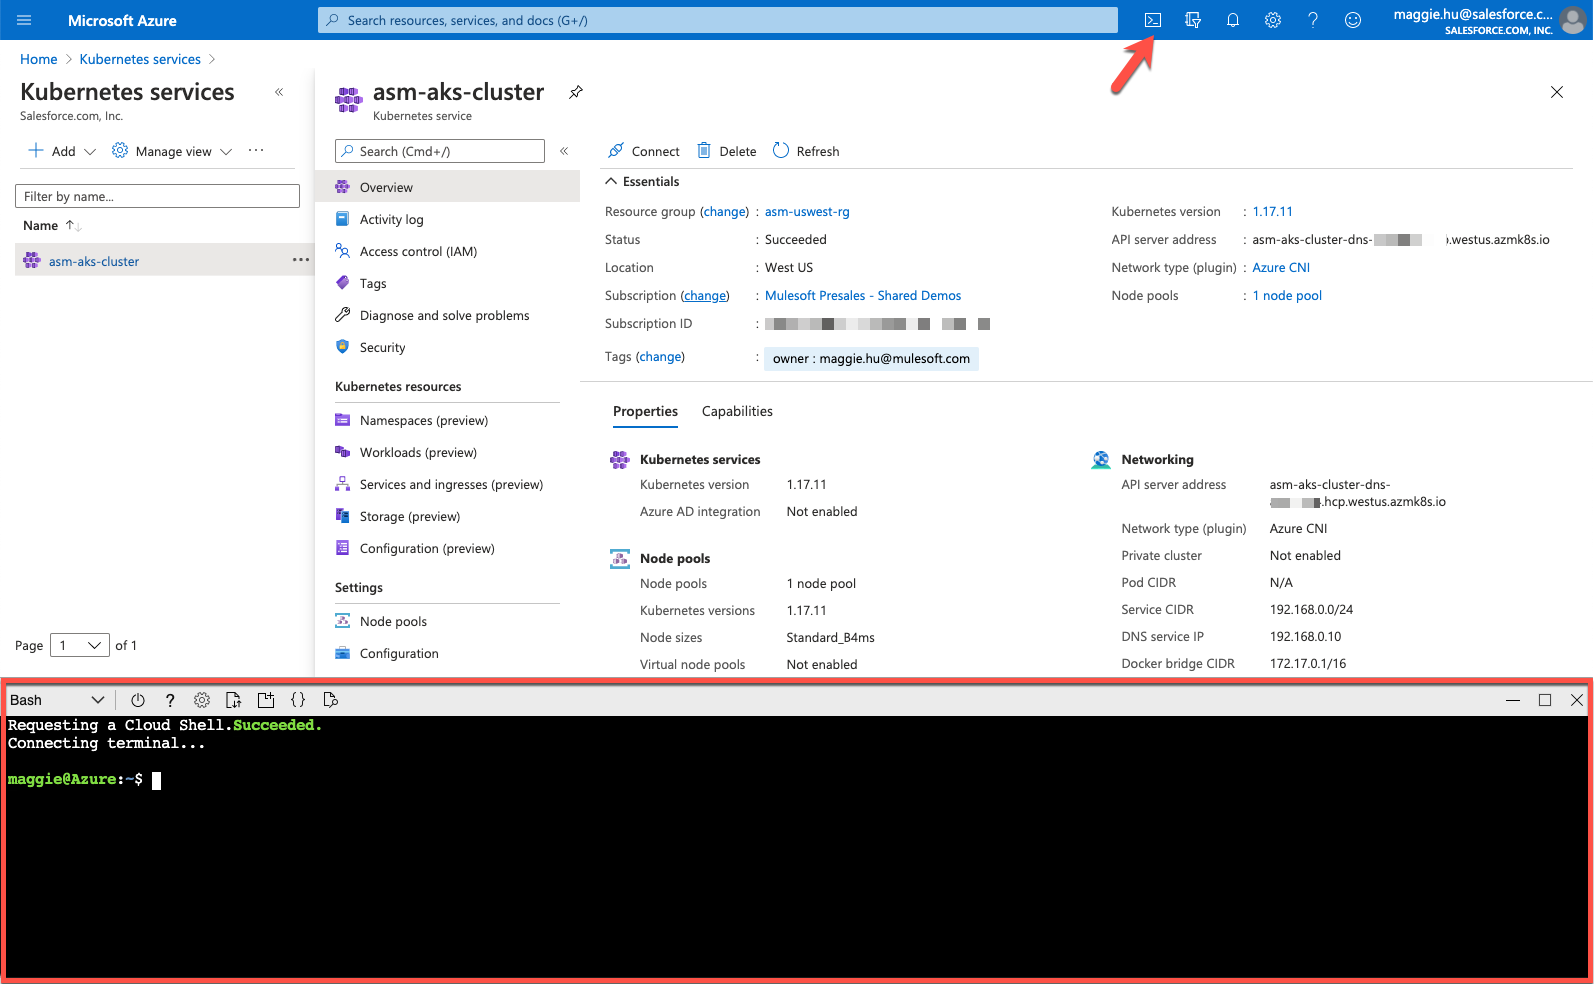 Microsoft Azure
Search resources, services, and docs (G+/)
maggie.hu@salesforce.c...
SALESFORCE.COM, INC.
Home > Kubernetes services >
Kubernetes services «
Salesforce.com, Inc.
+ Add Manage view ...
Filter by name...
Name ↑↓
asm-aks-cluster ...
Page 1 of 1
asm-aks-cluster
Kubernetes service
Search (Cmd+/) «
Overview
Activity log
Access control (IAM)
Tags
Diagnose and solve problems
Security
Kubernetes resources
Namespaces (preview)
Workloads (preview)
Services and ingresses (preview)
Storage (preview)
Configuration (preview)
Settings
Node pools
Configuration
Connect Delete Refresh
Essentials
Resource group (change) : asm-uswest-rg
Status : Succeeded
Location : West US
Subscription (change) : Mulesoft Presales - Shared Demos
Subscription ID :
Tags (change) : owner : maggie.hu@mulesoft.com
Kubernetes version : 1.17.11
API server address : asm-aks-cluster-dns- .westus.azmk8s.io
Network type (plugin) : Azure CNI
Node pools : 1 node pool
Properties Capabilities
Kubernetes services
Kubernetes version 1.17.11
Azure AD integration Not enabled
Node pools
Node pools 1 node pool
Kubernetes versions 1.17.11
Node sizes Standard_B4ms
Virtual node pools Not enabled
Networking
API server address asm-aks-cluster-dns-
.hcp.westus.azmk8s.io
Network type (plugin) Azure CNI
Private cluster Not enabled
Pod CIDR N/A
Service CIDR 192.168.0.0/24
DNS service IP 192.168.0.10
Docker bridge CIDR 172.17.0.1/16
Bash ? {}
Requesting a Cloud Shell.Succeeded.
Connecting terminal...
maggie@Azure:~$